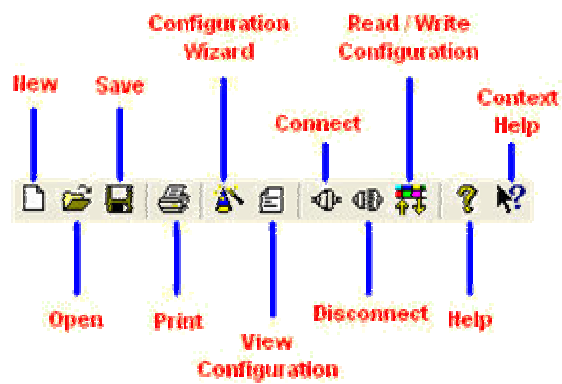 Configuration
Wizard
Read / Write
Configuration
New
Save
Connect
Context
Help
Open
Print
View
Configuration
Disconnect
Help